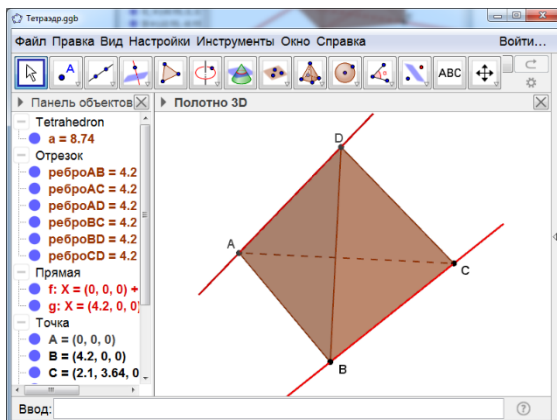 Тетраэдр.ggb
Файл Правка Вид Настройки Инструменты Окно Справка Войти...
A ABC
Панель объектов
Полотно 3D
Tetrahedron
a = 8.74
Отрезок
реброAB = 4.2
реброAC = 4.2
реброAD = 4.2
реброBC = 4.2
реброBD = 4.2
реброCD = 4.2
Прямая
f: X = (0, 0, 0) +
g: X = (4.2, 0, 0)
Точка
A = (0, 0, 0)
B = (4.2, 0, 0)
C = (2.1, 3.64, 0
D
A
C
B
Ввод: